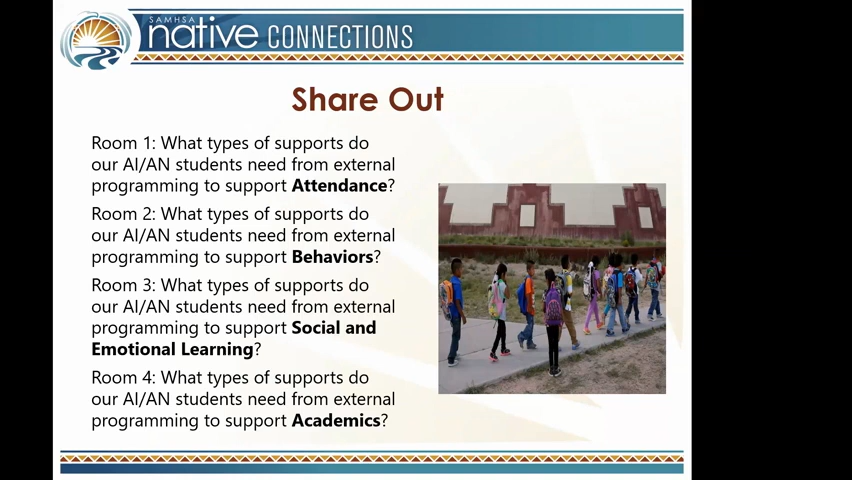 SAMHSA
native CONNECTIONS
Share Out
Room 1: What types of supports do
our AI/AN students need from external
programming to support Attendance?
Room 2: What types of supports do
our AI/AN students need from external
programming to support Behaviors?
Room 3: What types of supports do
our AI/AN students need from external
programming to support Social and
Emotional Learning?
Room 4: What types of supports do
our AI/AN students need from external
programming to support Academics?